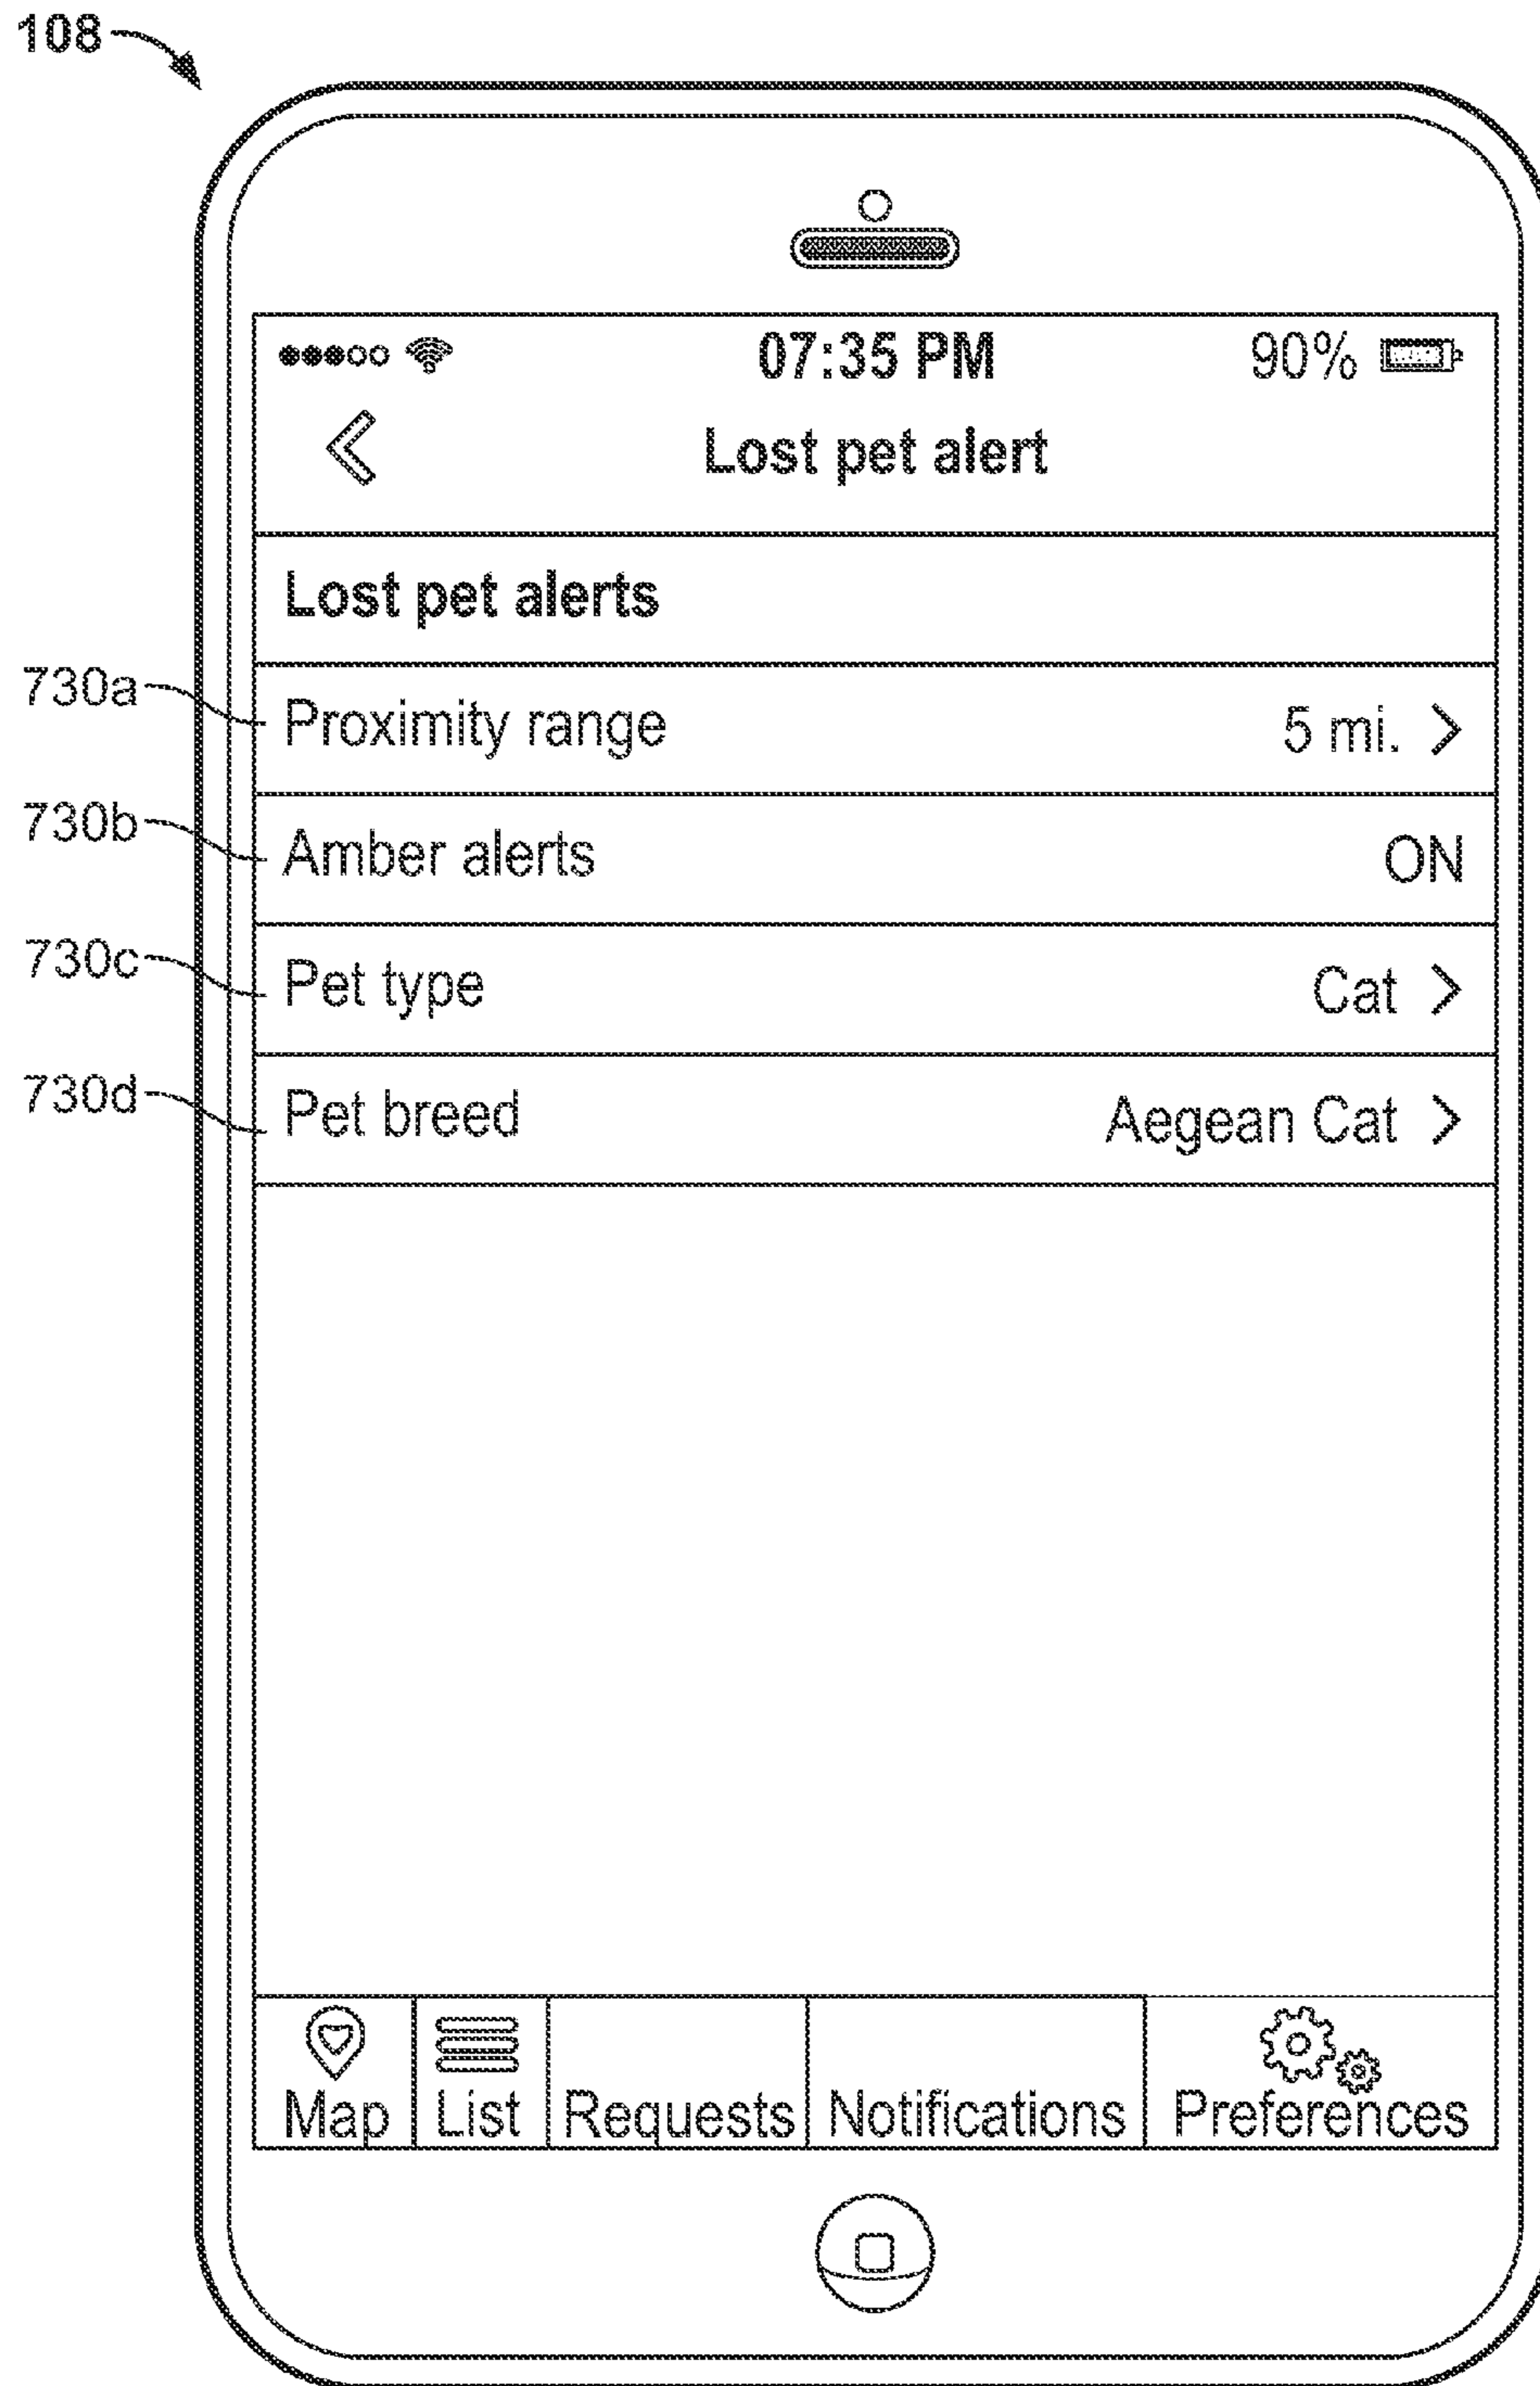 108
07:35 PM 90%
Lost pet alert
Lost pet alerts
730a Proximity range 5 mi. >
730b Amber alerts ON
730c Pet type Cat >
730d Pet breed Aegean Cat >
Map List Requests Notifications Preferences